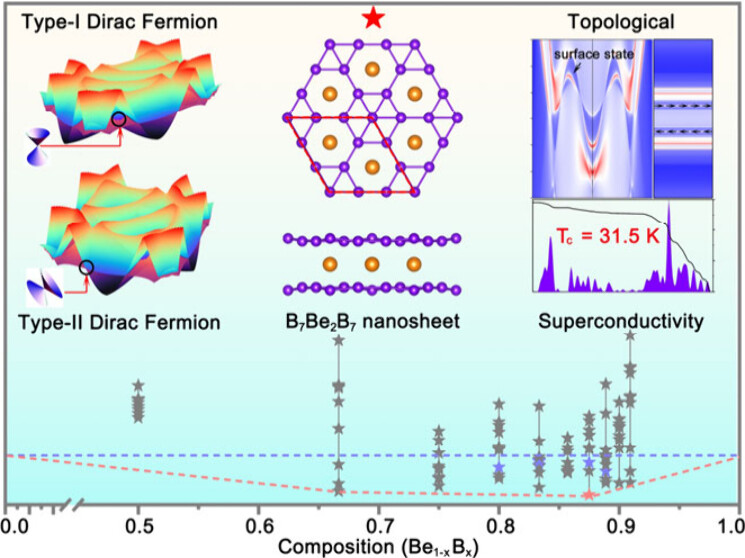 Type-I Dirac Fermion
Topological
surface state
Tc = 31.5 K
Type-II Dirac Fermion
B₇Be₂B₇ nanosheet
Superconductivity
0.0 0.5 0.6 0.7 0.8 0.9 1.0
Composition (Be₁₋ₓBₓ)